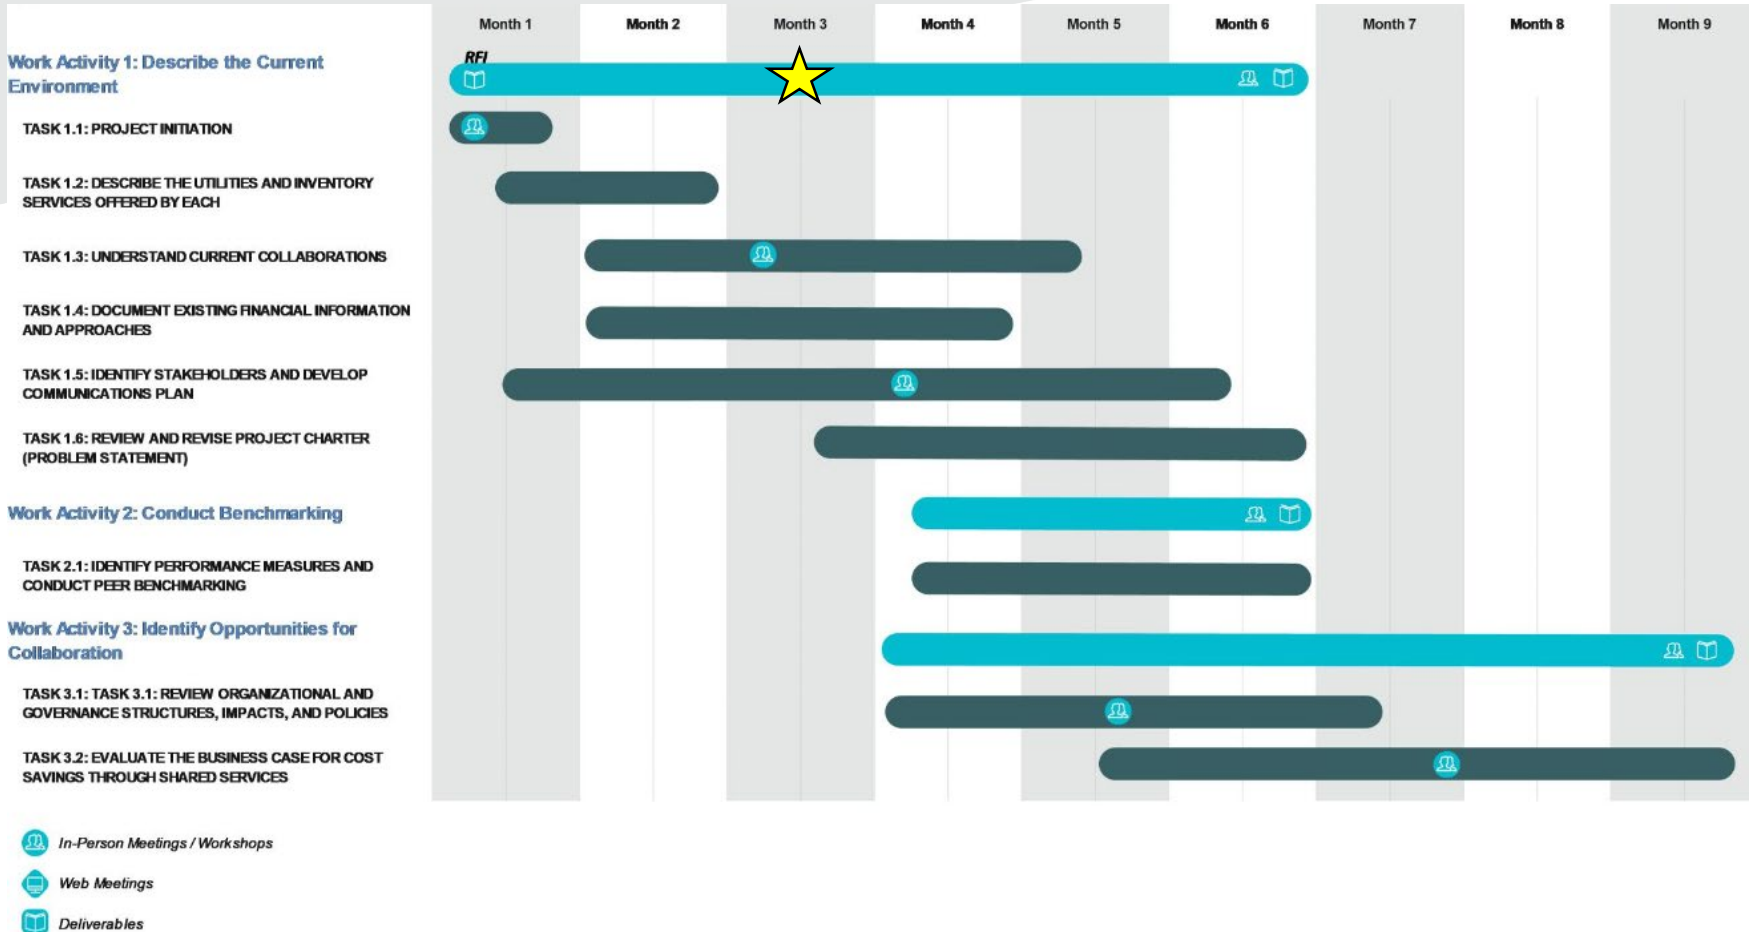 Month 1
Month 2
Month 3
Month 4
Month 5
Month 6
Month 7
Month 8
Month 9
RFI
Work Activity 1: Describe the Current
Environment
TASK 1.1: PROJECT INITIATION
TASK 1.2: DESCRIBE THE UTILITIES AND INVENTORY
SERVICES OFFERED BY EACH
TASK 1.3: UNDERSTAND CURRENT COLLABORATIONS
TASK 1.4: DOCUMENT EXISTING FINANCIAL INFORMATION
AND APPROACHES
TASK 1.5: IDENTIFY STAKEHOLDERS AND DEVELOP
COMMUNICATIONS PLAN
TASK 1.6: REVIEW AND REVISE PROJECT CHARTER
(PROBLEM STATEMENT)
Work Activity 2: Conduct Benchmarking
TASK 2.1: IDENTIFY PERFORMANCE MEASURES AND
CONDUCT PEER BENCHMARKING
Work Activity 3: Identify Opportunities for
Collaboration
TASK 3.1: TASK 3.1: REVIEW ORGANIZATIONAL AND
GOVERNANCE STRUCTURES, IMPACTS, AND POLICIES
TASK 3.2: EVALUATE THE BUSINESS CASE FOR COST
SAVINGS THROUGH SHARED SERVICES
In-Person Meetings / Workshops
Web Meetings
Deliverables